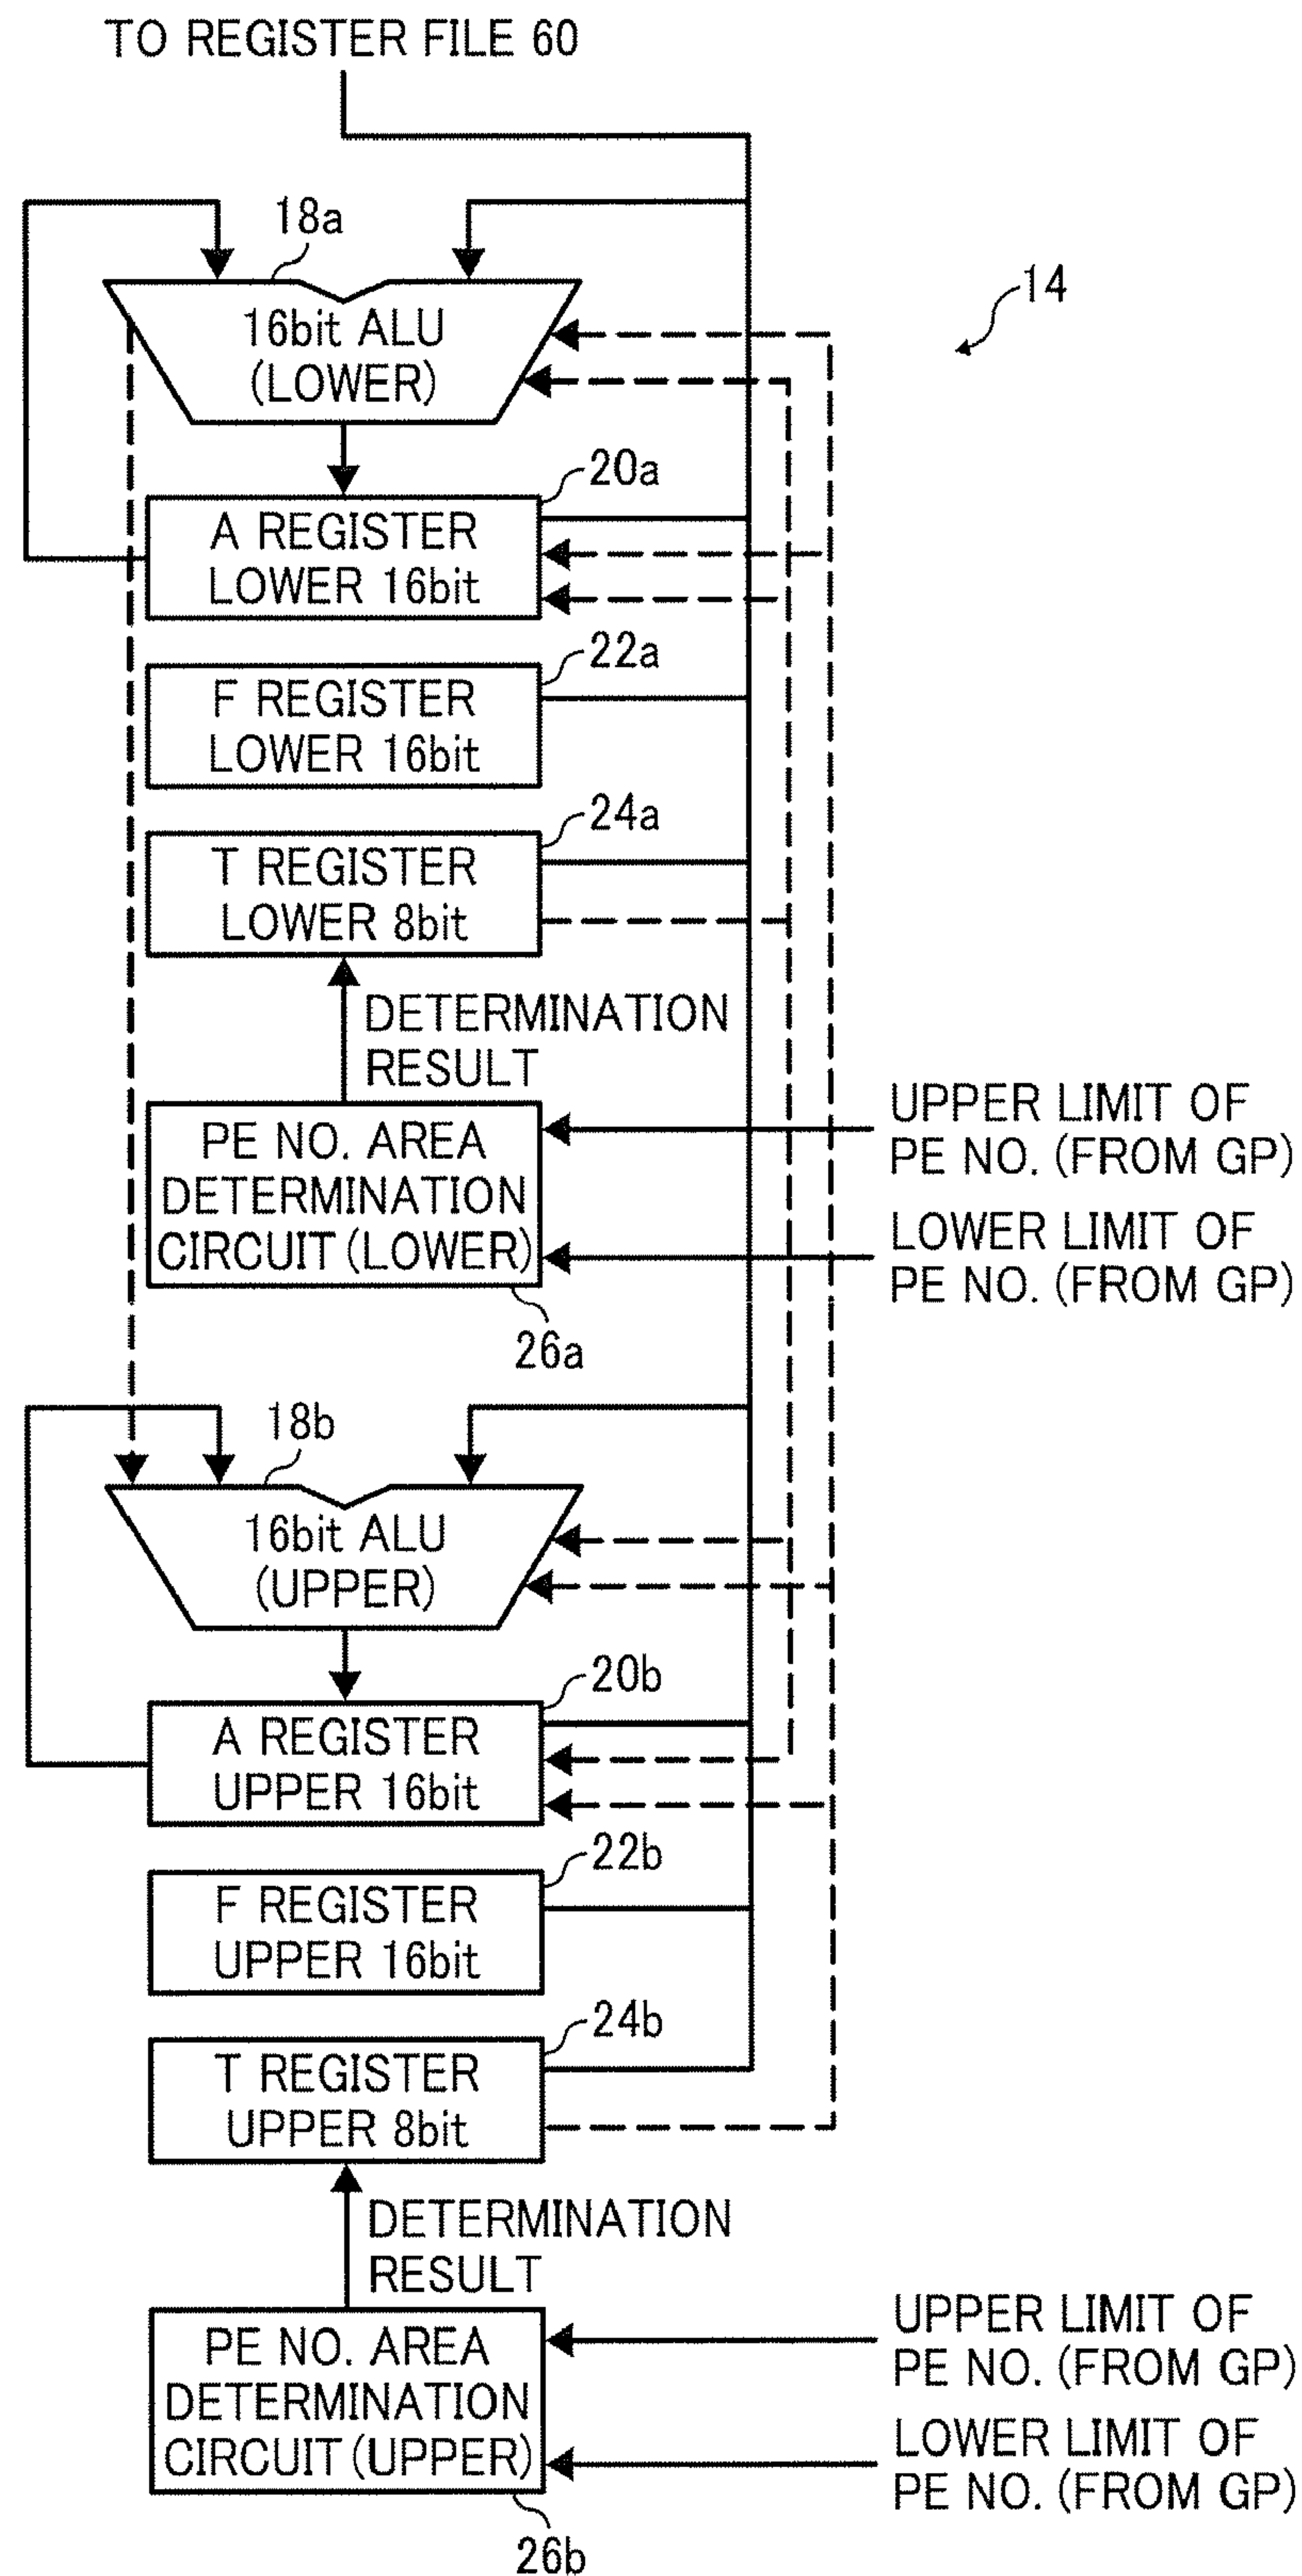 TO REGISTER FILE 60
18a
14
16bit ALU
(LOWER)
20a
A REGISTER
LOWER 16bit
22a
F REGISTER
LOWER 16bit
24a
T REGISTER
LOWER 8bit
DETERMINATION
RESULT
PE NO. AREA
DETERMINATION
CIRCUIT (LOWER)
UPPER LIMIT OF
PE NO. (FROM GP)
LOWER LIMIT OF
PE NO. (FROM GP)
26a
18b
16bit ALU
(UPPER)
20b
A REGISTER
UPPER 16bit
22b
F REGISTER
UPPER 16bit
24b
T REGISTER
UPPER 8bit
DETERMINATION
RESULT
PE NO. AREA
DETERMINATION
CIRCUIT (UPPER)
UPPER LIMIT OF
PE NO. (FROM GP)
LOWER LIMIT OF
PE NO. (FROM GP)
26b